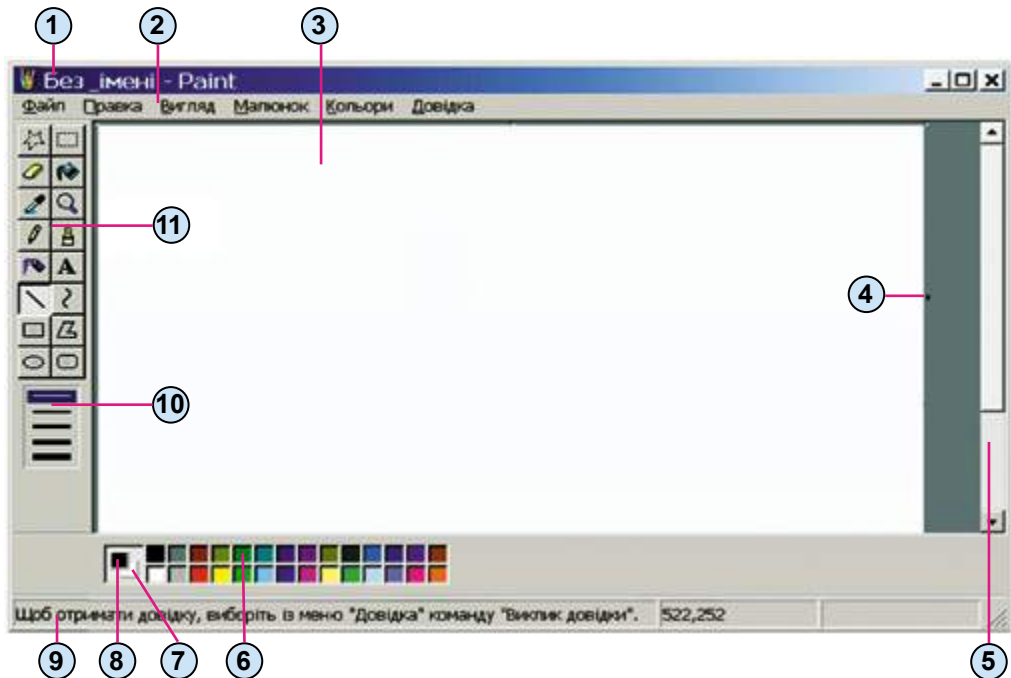 1 2 3
Без_імені - Paint
Файл Правка Вигляд Малюнок Кольори Довідка
11
A
4
10
Щоб отримати довідку, виберіть із меню "Довідка" команду "Виклик довідки". 522,252
9 8 7 6 5